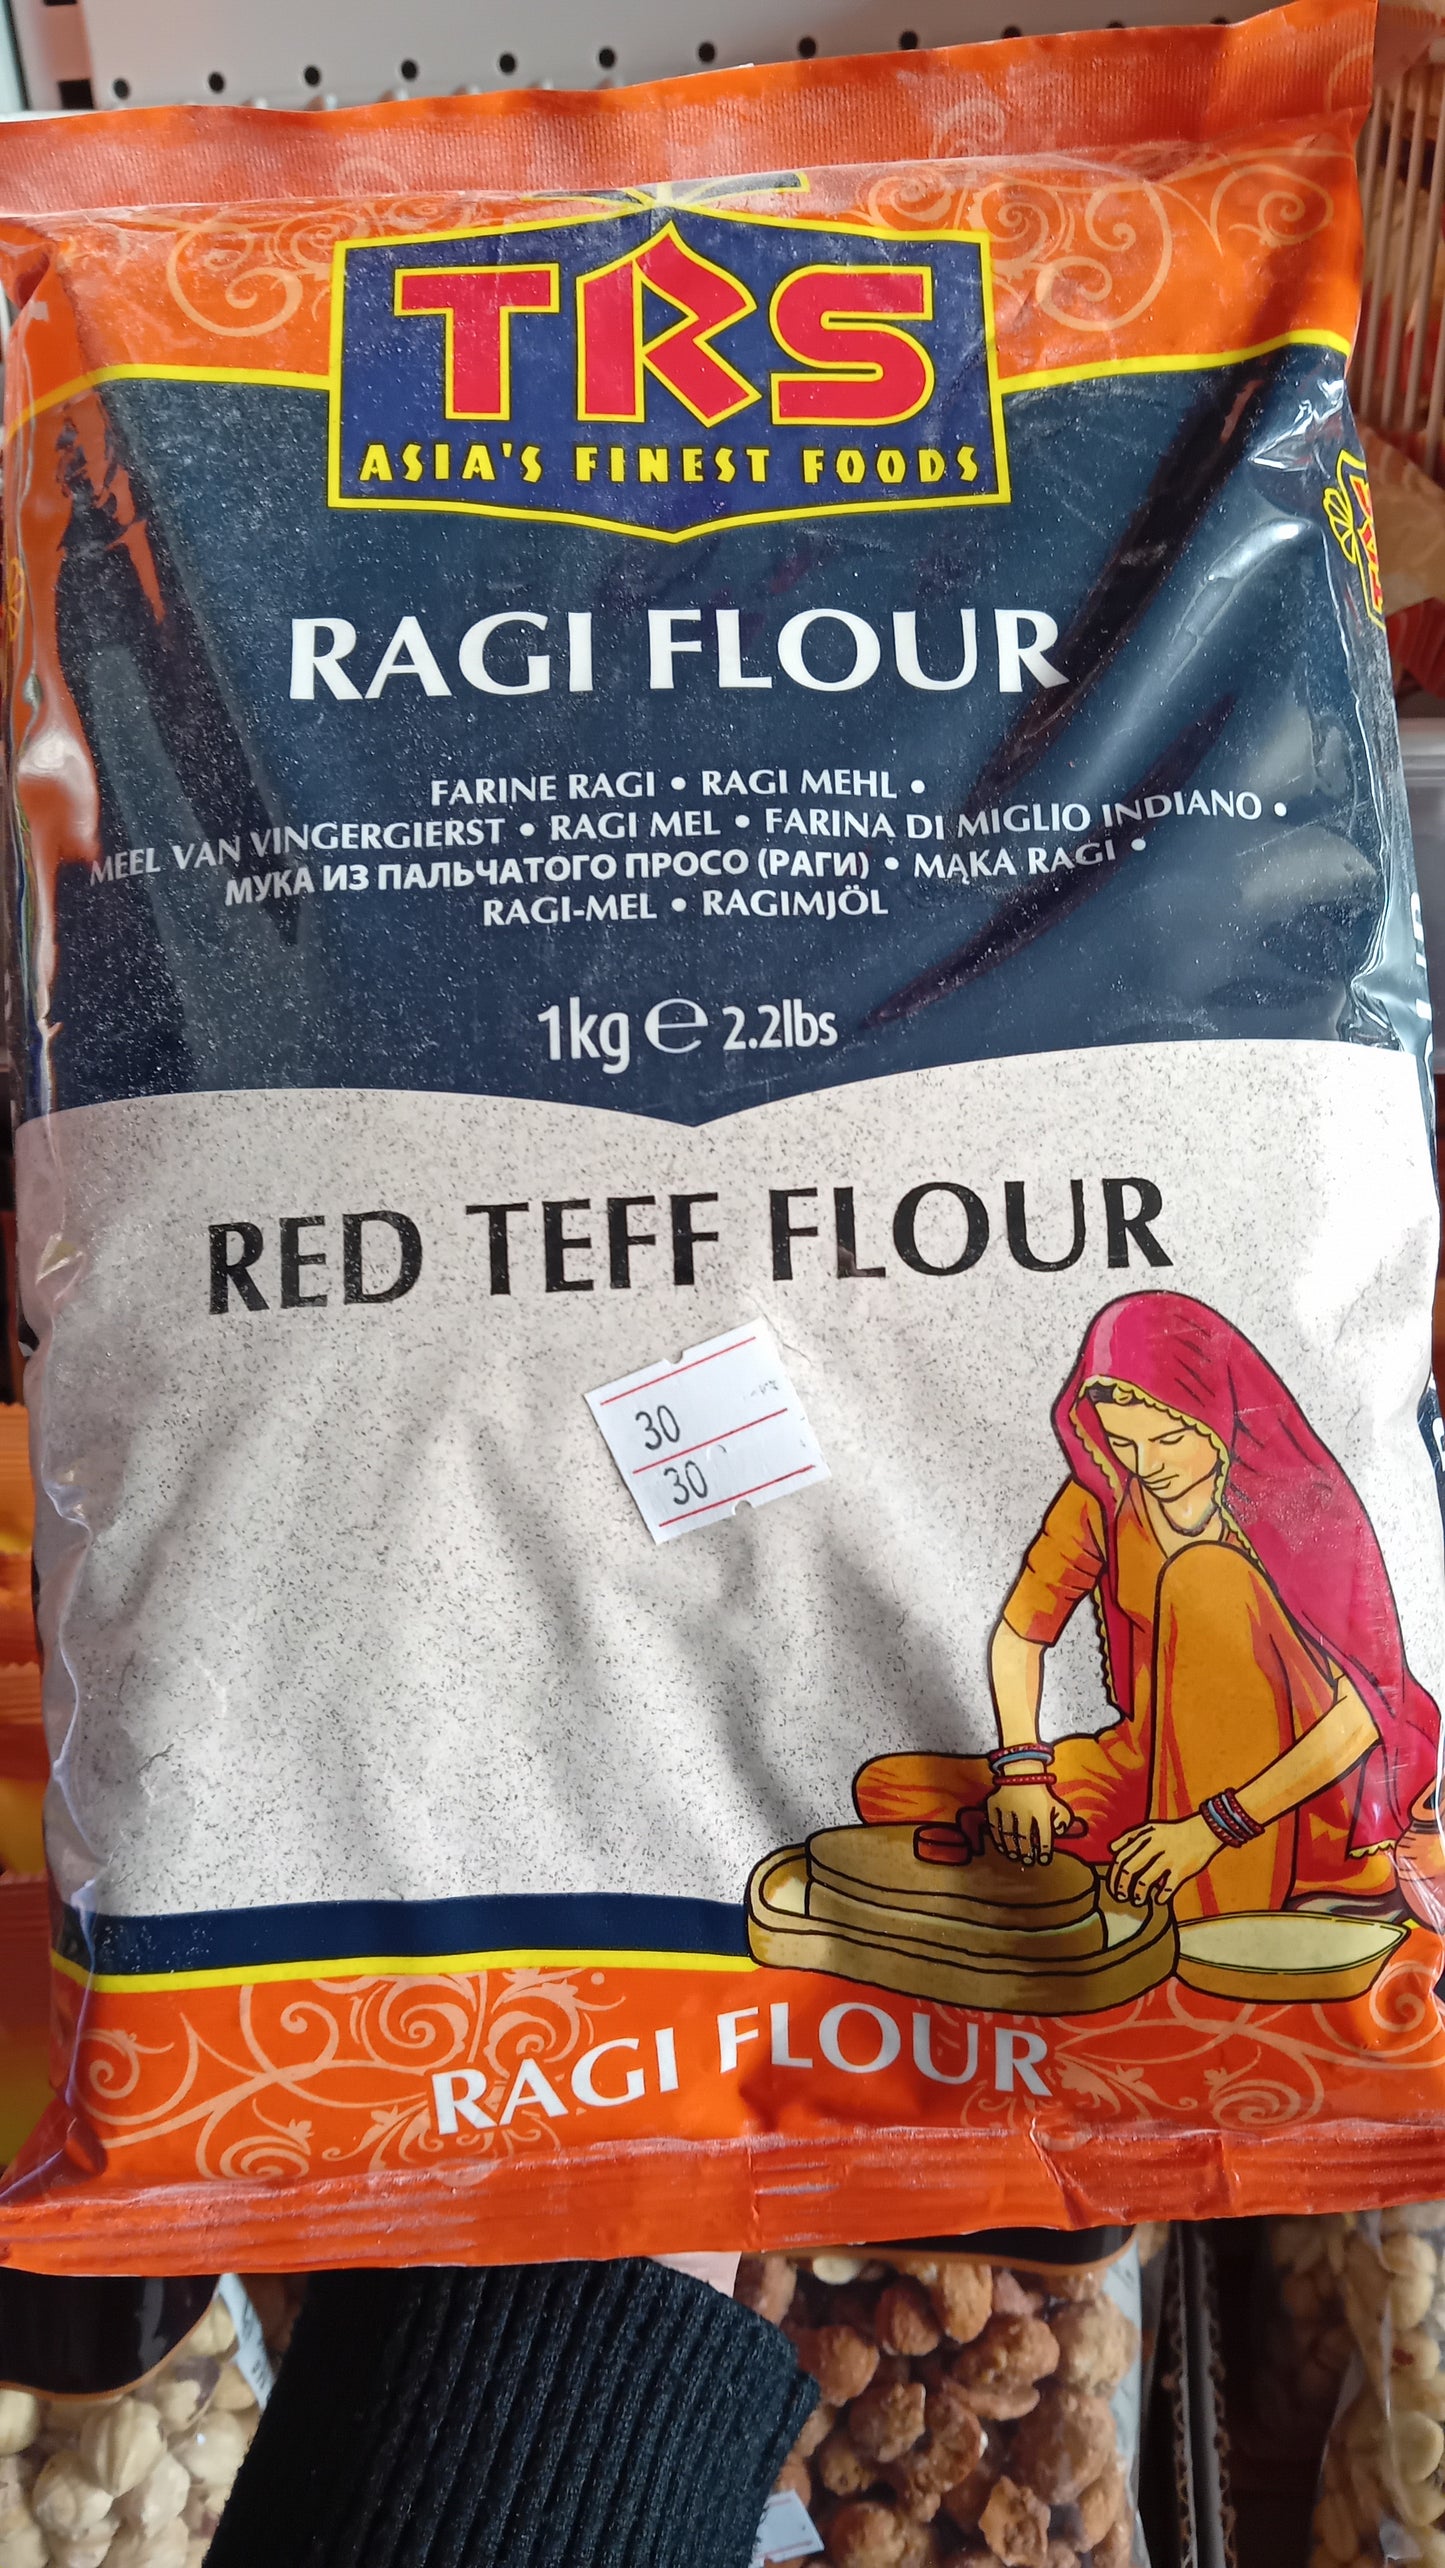 TRS
ASIA'S FINEST FOODS
RAGI FLOUR
FARINE RAGI • RAGI MEHL •
MEEL VAN VINGERGIERST • RAGI MEL • FARINA DI MIGLIO INDIANO •
МУКА ИЗ ПАЛЬЧАТОГО ПРОСО (РАГИ) • MĄKA RAGI •
RAGI-MEL • RAGIMJÖL
1kg ℮ 2.2lbs
RED TEFF FLOUR
30
30
RAGI FLOUR